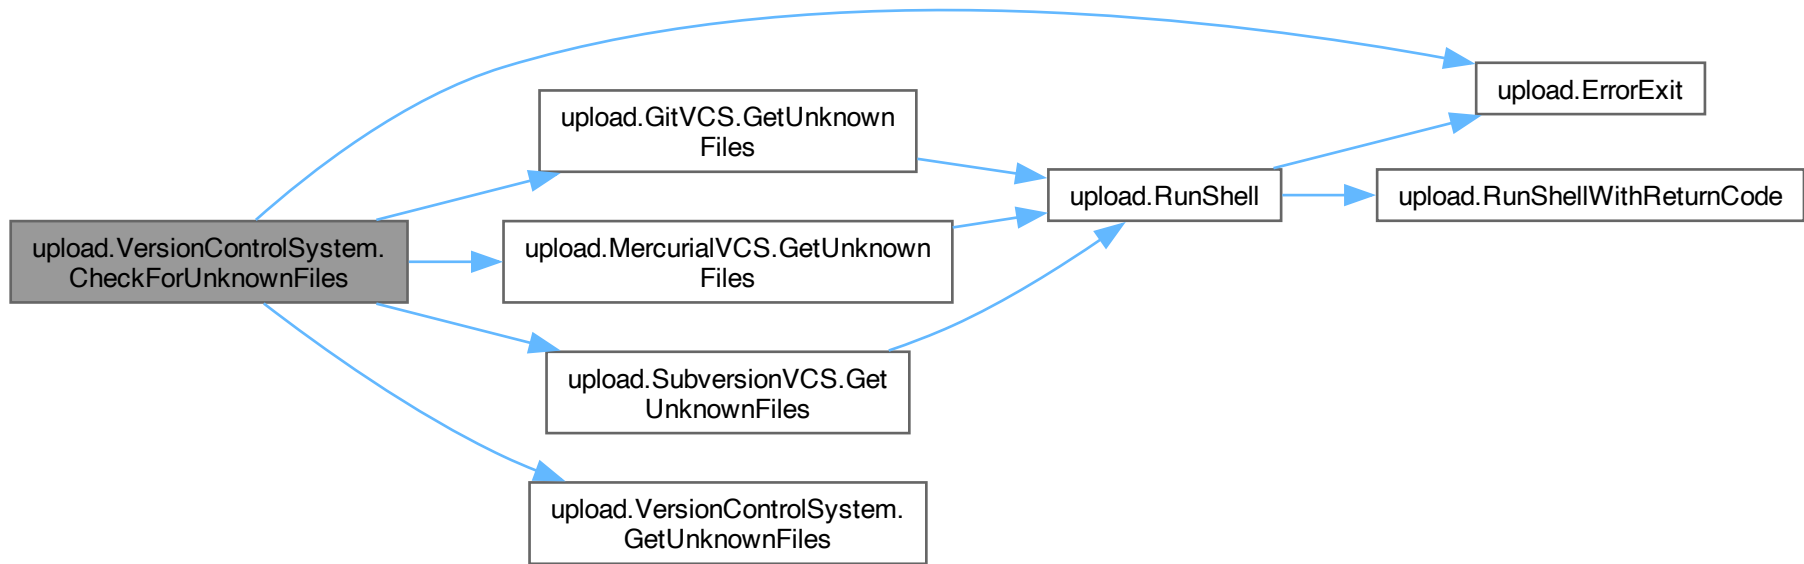 upload.VersionControlSystem.
CheckForUnknownFiles
upload.GitVCS.GetUnknown
Files
upload.MercurialVCS.GetUnknown
Files
upload.SubversionVCS.Get
UnknownFiles
upload.VersionControlSystem.
GetUnknownFiles
upload.RunShell
upload.ErrorExit
upload.RunShellWithReturnCode